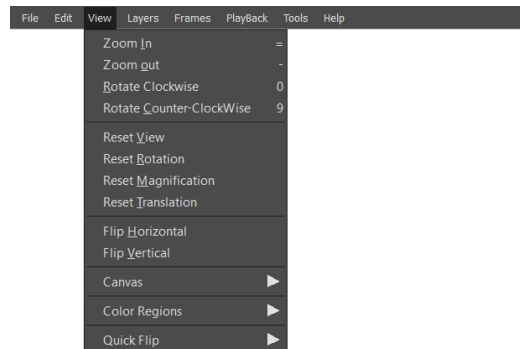 File Edit View Layers Frames PlayBack Tools Help
Zoom In =
Zoom out -
Rotate Clockwise 0
Rotate Counter-ClockWise 9
Reset View
Reset Rotation
Reset Magnification
Reset Translation
Flip Horizontal
Flip Vertical
Canvas
Color Regions
Quick Flip